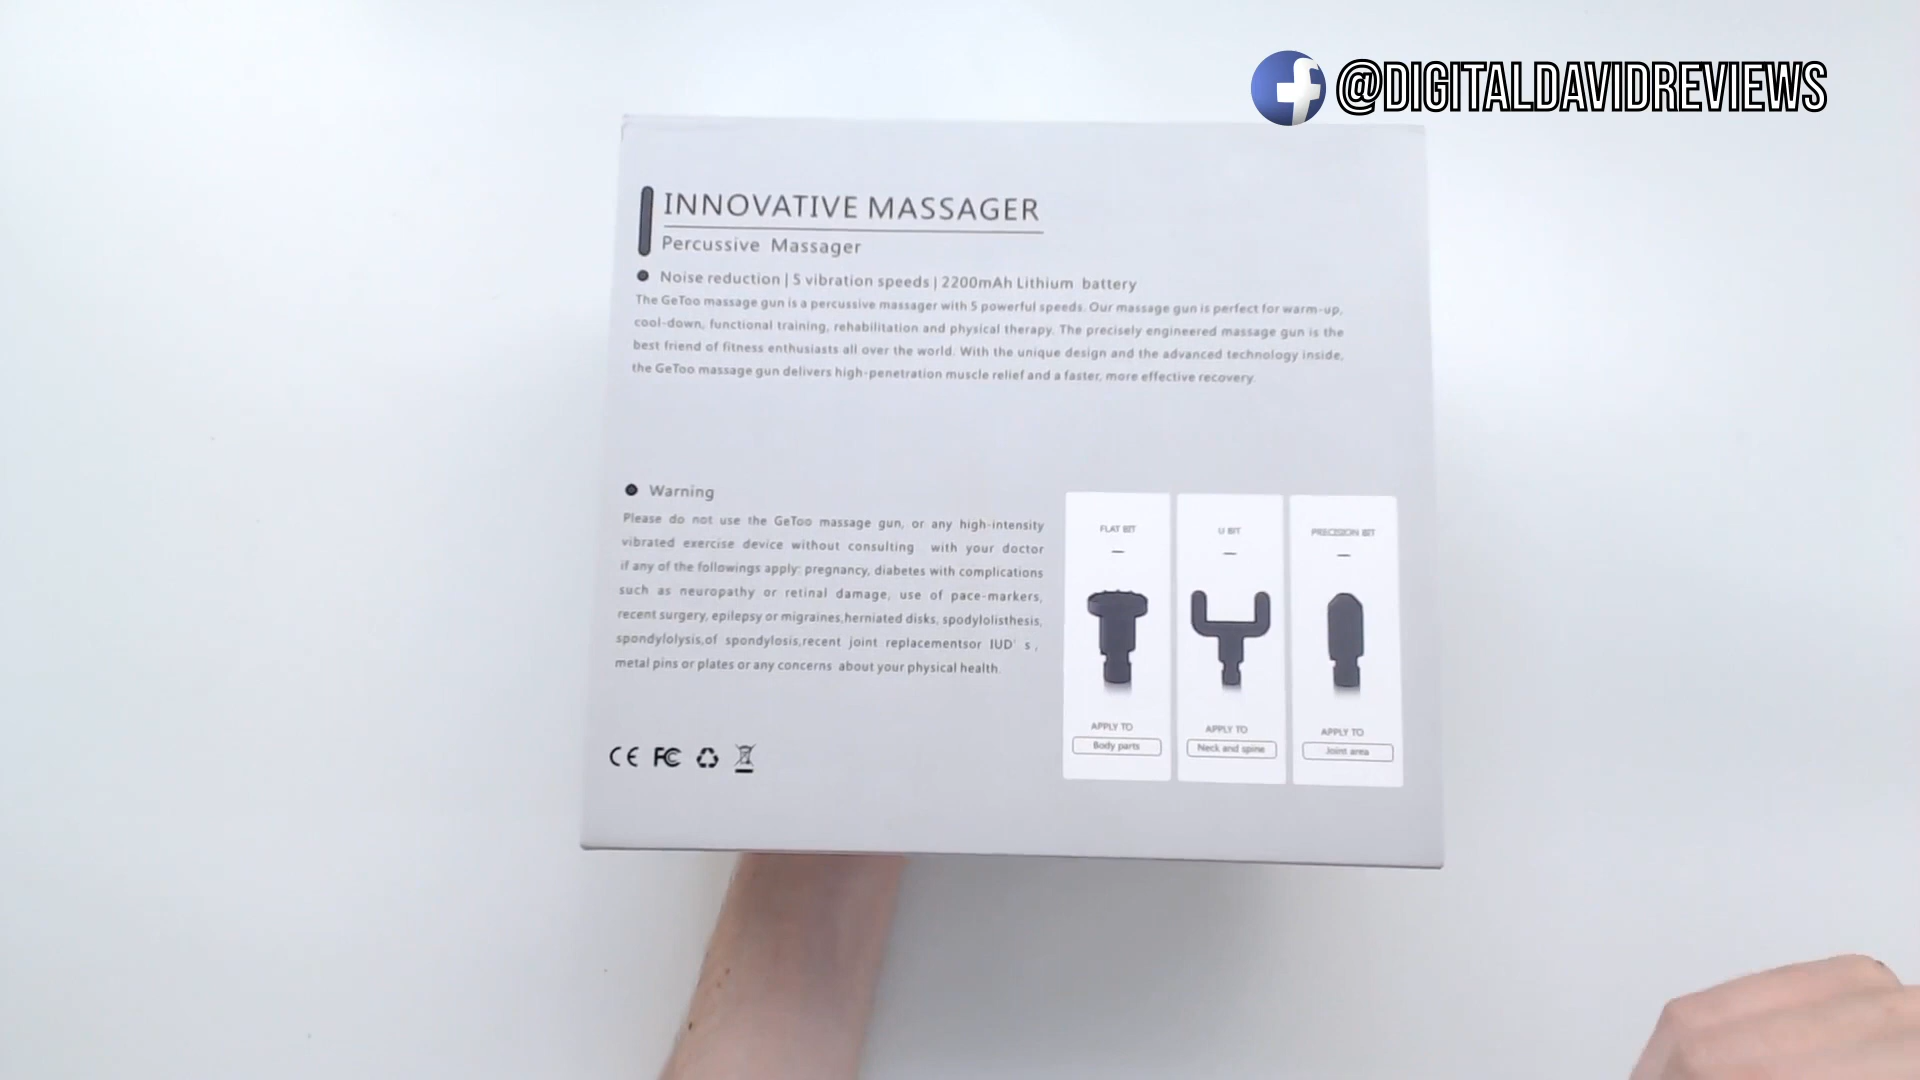 @DIGITALDAVIDREVIEWS
INNOVATIVE MASSAGER
Percussive Massager
Noise reduction | 5 vibration speeds | 2200mAh Lithium battery
The GeToo massage gun is a percussive massager with 5 powerful speeds. Our massage gun is perfect for warm-up,
cool-down, functional training, rehabilitation and physical therapy. The precisely engineered massage gun is the
best friend of fitness enthusiasts all over the world. With the unique design and the advanced technology inside,
the GeToo massage gun delivers high-penetration muscle relief and a faster, more effective recovery.
Warning
Please do not use the GeToo massage gun, or any high-intensity
vibrated exercise device without consulting with your doctor
if any of the followings apply: pregnancy, diabetes with complications
such as neuropathy or retinal damage, use of pace-markers,
recent surgery, epilepsy or migraines,herniated disks, spodylolisthesis,
spondylolysis,of spondylosis,recent joint replacementsor IUD' s ,
metal pins or plates or any concerns about your physical health.
CE FC
FLAT BIT
APPLY TO
Body parts
U BIT
APPLY TO
Neck and spine
PRECISION BIT
APPLY TO
Joint area